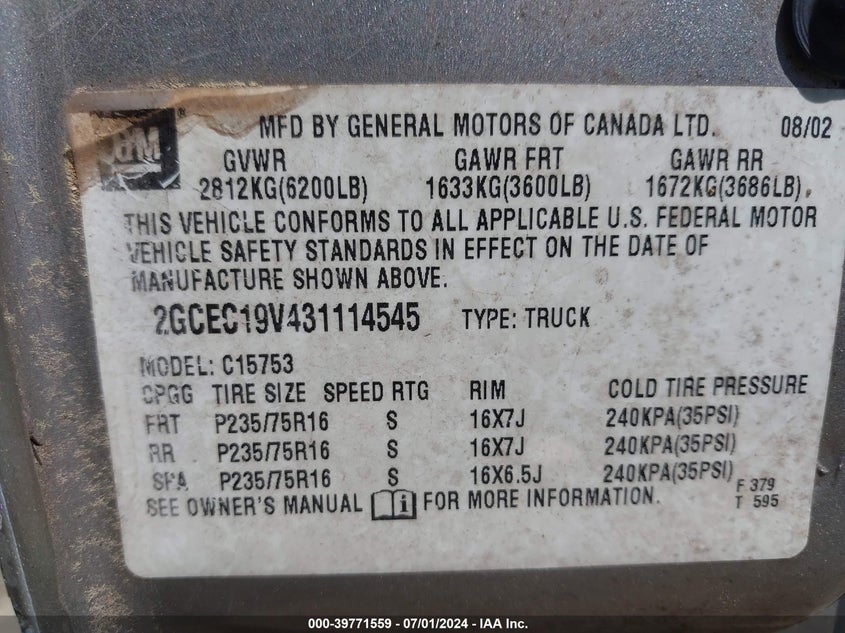 GM ® MFD BY GENERAL MOTORS OF CANADA LTD. 08/02
GVWR GAWR FRT GAWR RR
2812KG(6200LB) 1633KG(3600LB) 1672KG(3686LB)
THIS VEHICLE CONFORMS TO ALL APPLICABLE U.S. FEDERAL MOTOR
VEHICLE SAFETY STANDARDS IN EFFECT ON THE DATE OF
MANUFACTURE SHOWN ABOVE.
2GCEC19V431114545 TYPE: TRUCK
MODEL: C15753
CPGG TIRE SIZE SPEED RTG RIM COLD TIRE PRESSURE
FRT P235/75R16 S 16X7J 240KPA(35PSI)
RR P235/75R16 S 16X7J 240KPA(35PSI)
SPA P235/75R16 S 16X6.5J 240KPA(35PSI)
F 379
SEE OWNER'S MANUAL FOR MORE INFORMATION. T 595
000-39771559 - 07/01/2024 - IAA Inc.